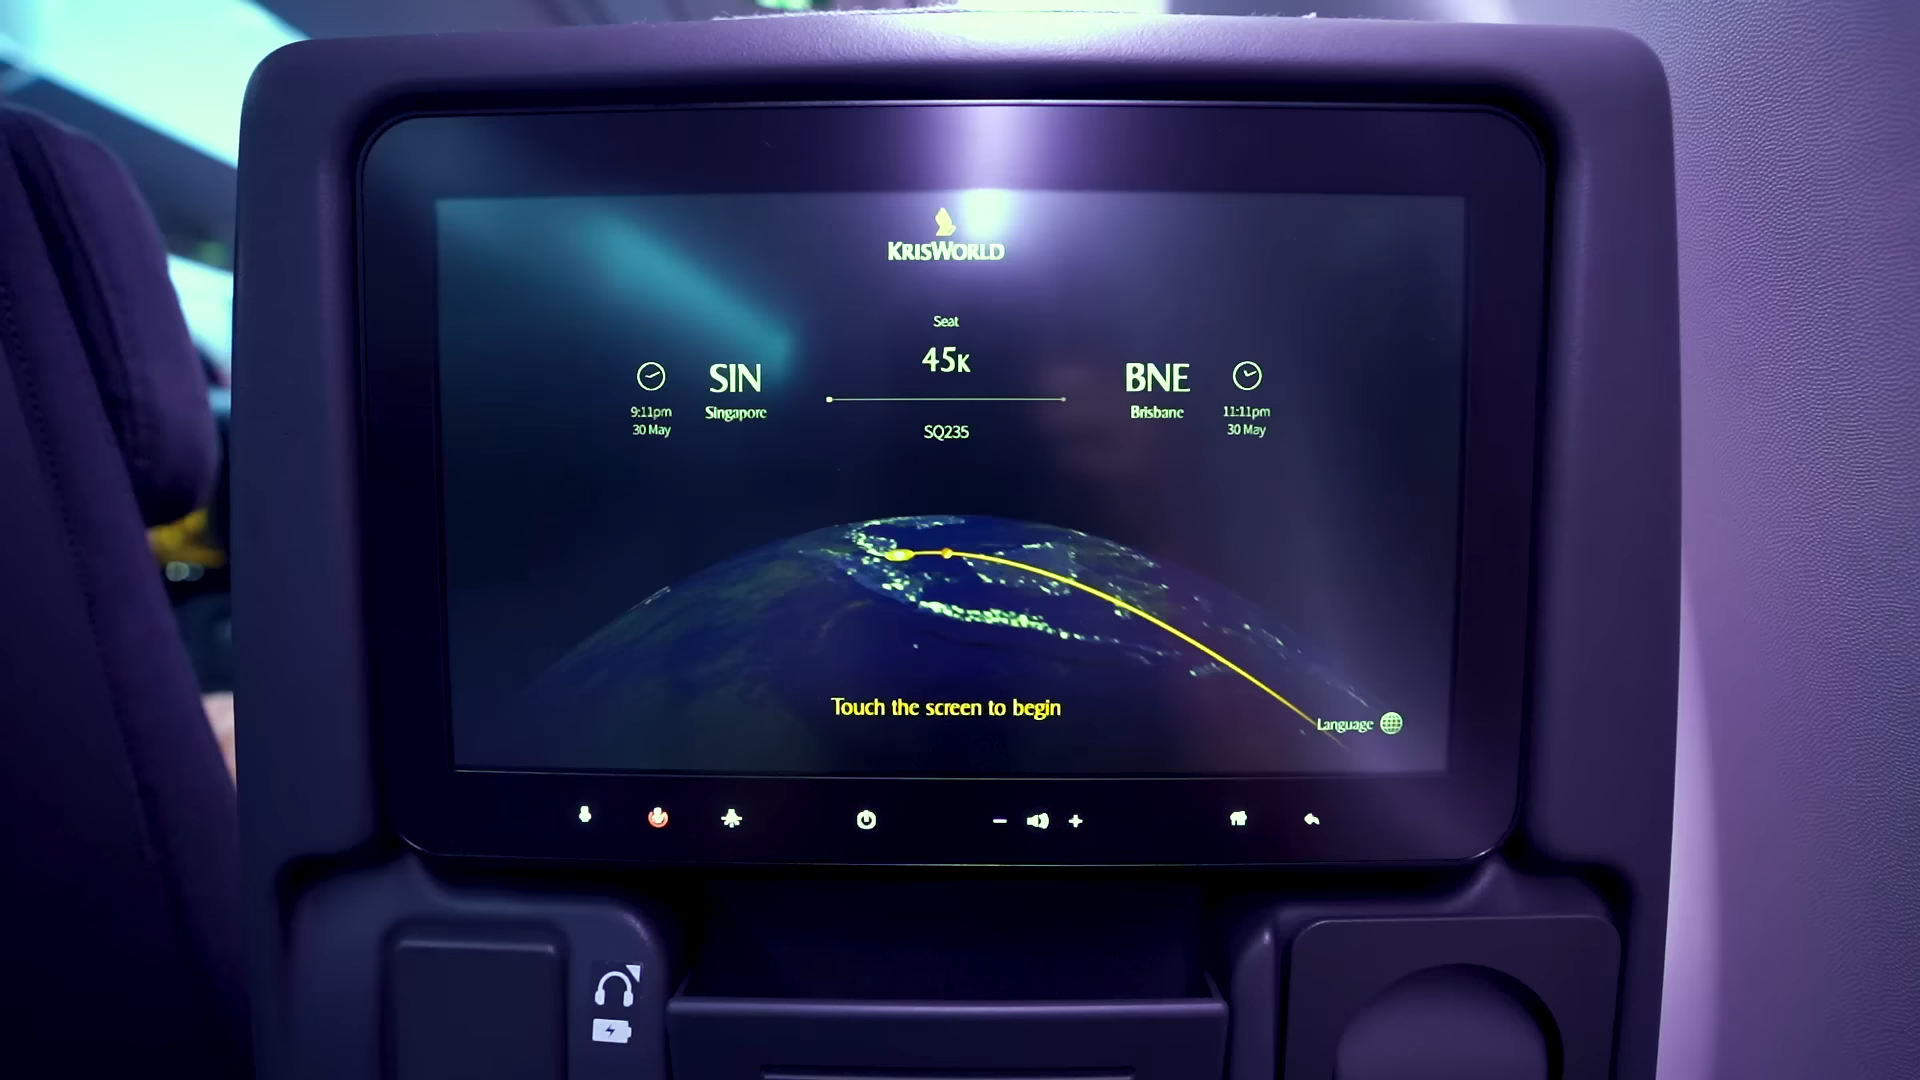 KRISWORLD
Seat
45K
SIN
Singapore
9:11pm
30 May
BNE
Brisbane
11:11pm
30 May
SQ235
Touch the screen to begin
Language